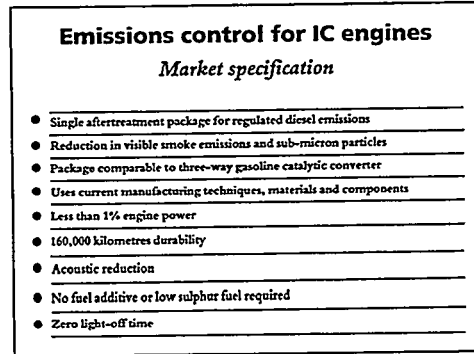 Emissions control for IC engines
Market specification
● Single aftertreatment package for regulated diesel emissions
● Reduction in visible smoke emissions and sub-micron particles
● Package comparable to three-way gasoline catalytic converter
● Uses current manufacturing techniques, materials and components
● Less than 1% engine power
● 160,000 kilometres durability
● Acoustic reduction
● No fuel additive or low sulphur fuel required
● Zero light-off time